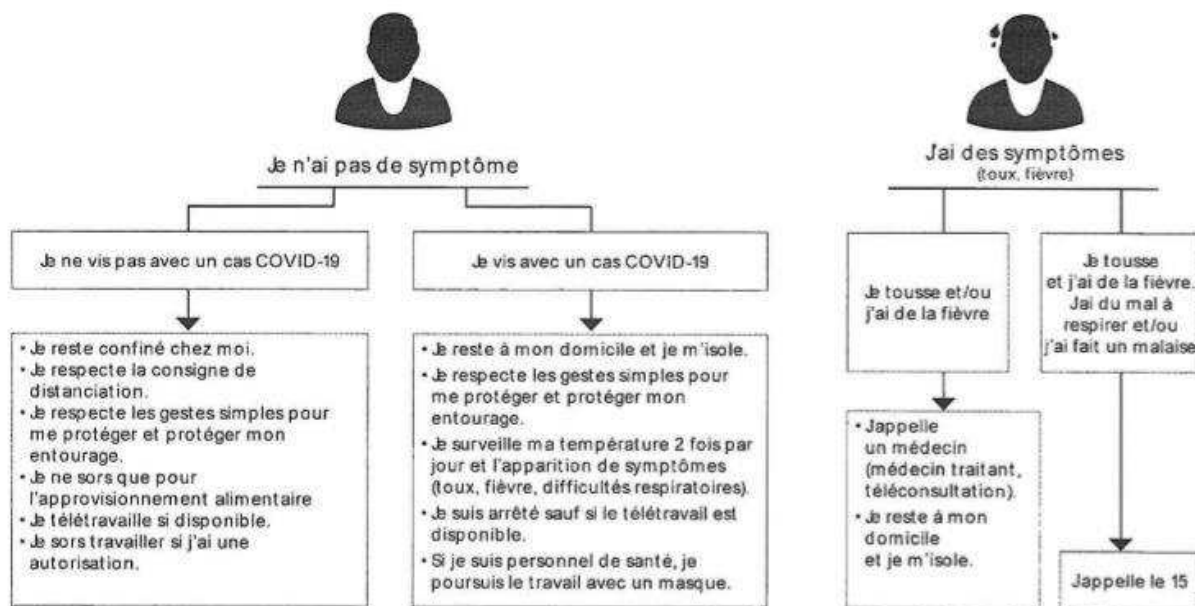 Je n'ai pas de symptôme
Je ne vis pas avec un cas COVID-19
• Je reste confiné chez moi.
• Je respecte la consigne de
distanciation.
• Je respecte les gestes simples pour
me protéger et protéger mon
entourage.
• Je ne sors que pour
l'approvisionnement alimentaire
• Je télétravaille si disponible.
• Je sors travailler si j'ai une
autorisation.
Je vis avec un cas COVID-19
• Je reste à mon domicile et je m'isole.
• Je respecte les gestes simples pour
me protéger et protéger mon
entourage.
• Je surveille ma température 2 fois par
jour et l'apparition de symptômes
(toux, fièvre, difficultés respiratoires).
• Je suis arrêté sauf si le télétravail est
disponible.
• Si je suis personnel de santé, je
poursuis le travail avec un masque.
J'ai des symptômes
(toux, fièvre)
Je tousse et/ou
j'ai de la fièvre
• J'appelle
un médecin
(médecin traitant,
téléconsultation).
• Je reste à mon
domicile
et je m'isole.
Je tousse
et j'ai de la fièvre.
J'ai du mal à
respirer et/ou
j'ai fait un malaise
J'appelle le 15